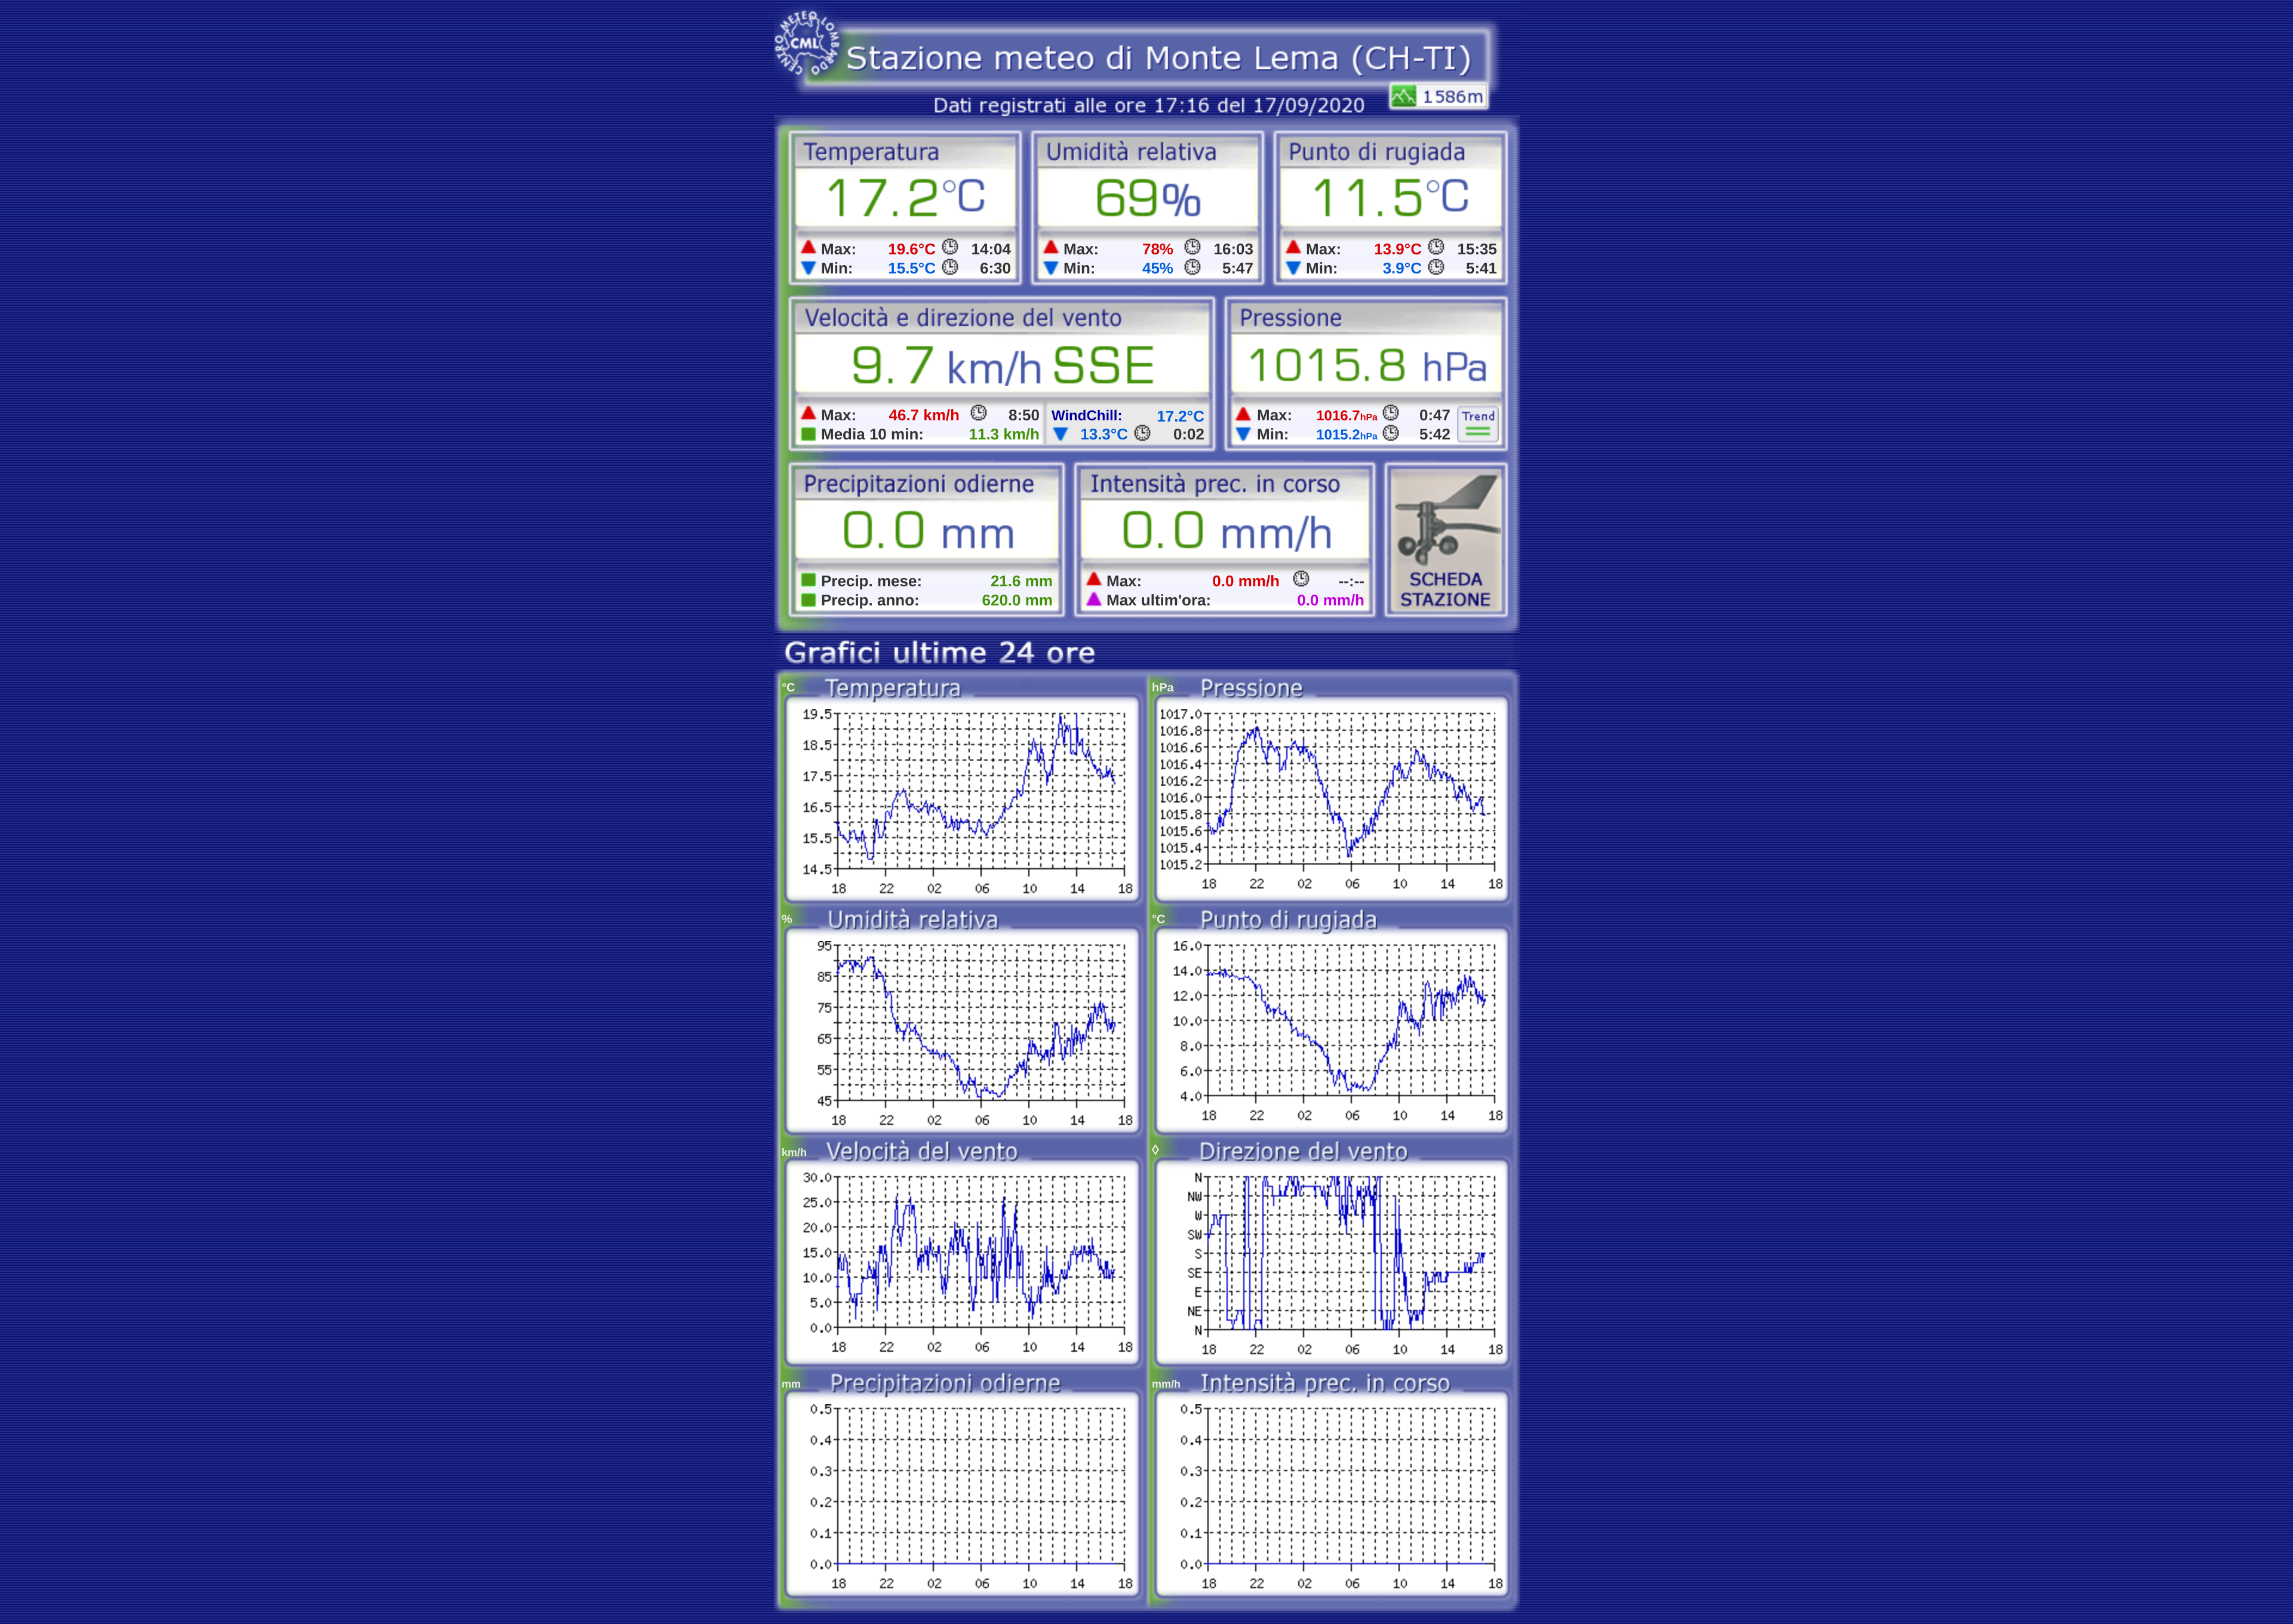 CENTRO METEO LOMBARDO
CML
Stazione meteo di Monte Lema (CH-TI)
Dati registrati alle ore 17:16 del 17/09/2020
1586m
Temperatura
17.2°C
Max: 19.6°C 14:04
Min: 15.5°C 6:30
Umidità relativa
69%
Max: 78% 16:03
Min: 45% 5:47
Punto di rugiada
11.5°C
Max: 13.9°C 15:35
Min: 3.9°C 5:41
Velocità e direzione del vento
9.7 km/h SSE
Max: 46.7 km/h 8:50
Media 10 min: 11.3 km/h
WindChill: 17.2°C
13.3°C 0:02
Pressione
1015.8 hPa
Max: 1016.7hPa 0:47
Min: 1015.2hPa 5:42
Trend
Precipitazioni odierne
0.0 mm
Precip. mese: 21.6 mm
Precip. anno: 620.0 mm
Intensità prec. in corso
0.0 mm/h
Max: 0.0 mm/h --:--
Max ultim'ora: 0.0 mm/h
SCHEDA
STAZIONE
Grafici ultime 24 ore
°C Temperatura
19.5
18.5
17.5
16.5
15.5
14.5
18 22 02 06 10 14 18
hPa Pressione
1017.0
1016.8
1016.6
1016.4
1016.2
1016.0
1015.8
1015.6
1015.4
1015.2
18 22 02 06 10 14 18
% Umidità relativa
95
85
75
65
55
45
18 22 02 06 10 14 18
°C Punto di rugiada
16.0
14.0
12.0
10.0
8.0
6.0
4.0
18 22 02 06 10 14 18
km/h Velocità del vento
30.0
25.0
20.0
15.0
10.0
5.0
0.0
18 22 02 06 10 14 18
◊ Direzione del vento
N
NW
W
SW
S
SE
E
NE
N
18 22 02 06 10 14 18
mm Precipitazioni odierne
0.5
0.4
0.3
0.2
0.1
0.0
18 22 02 06 10 14 18
mm/h Intensità prec. in corso
0.5
0.4
0.3
0.2
0.1
0.0
18 22 02 06 10 14 18